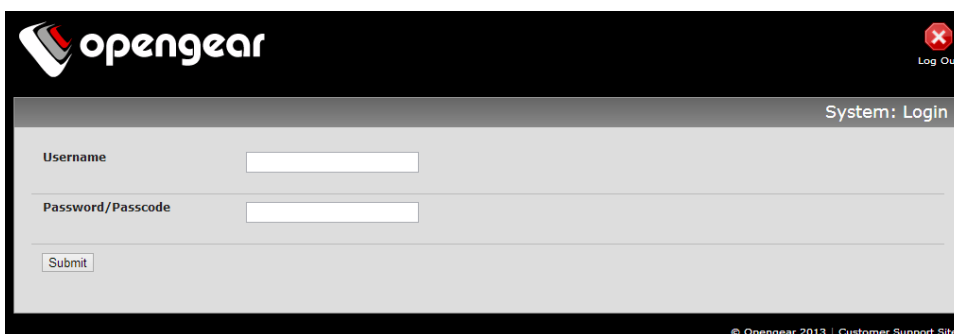 opengear
Log Ou
System: Login
Username
Password/Passcode
Submit
© Opengear 2013 | Customer Support Site